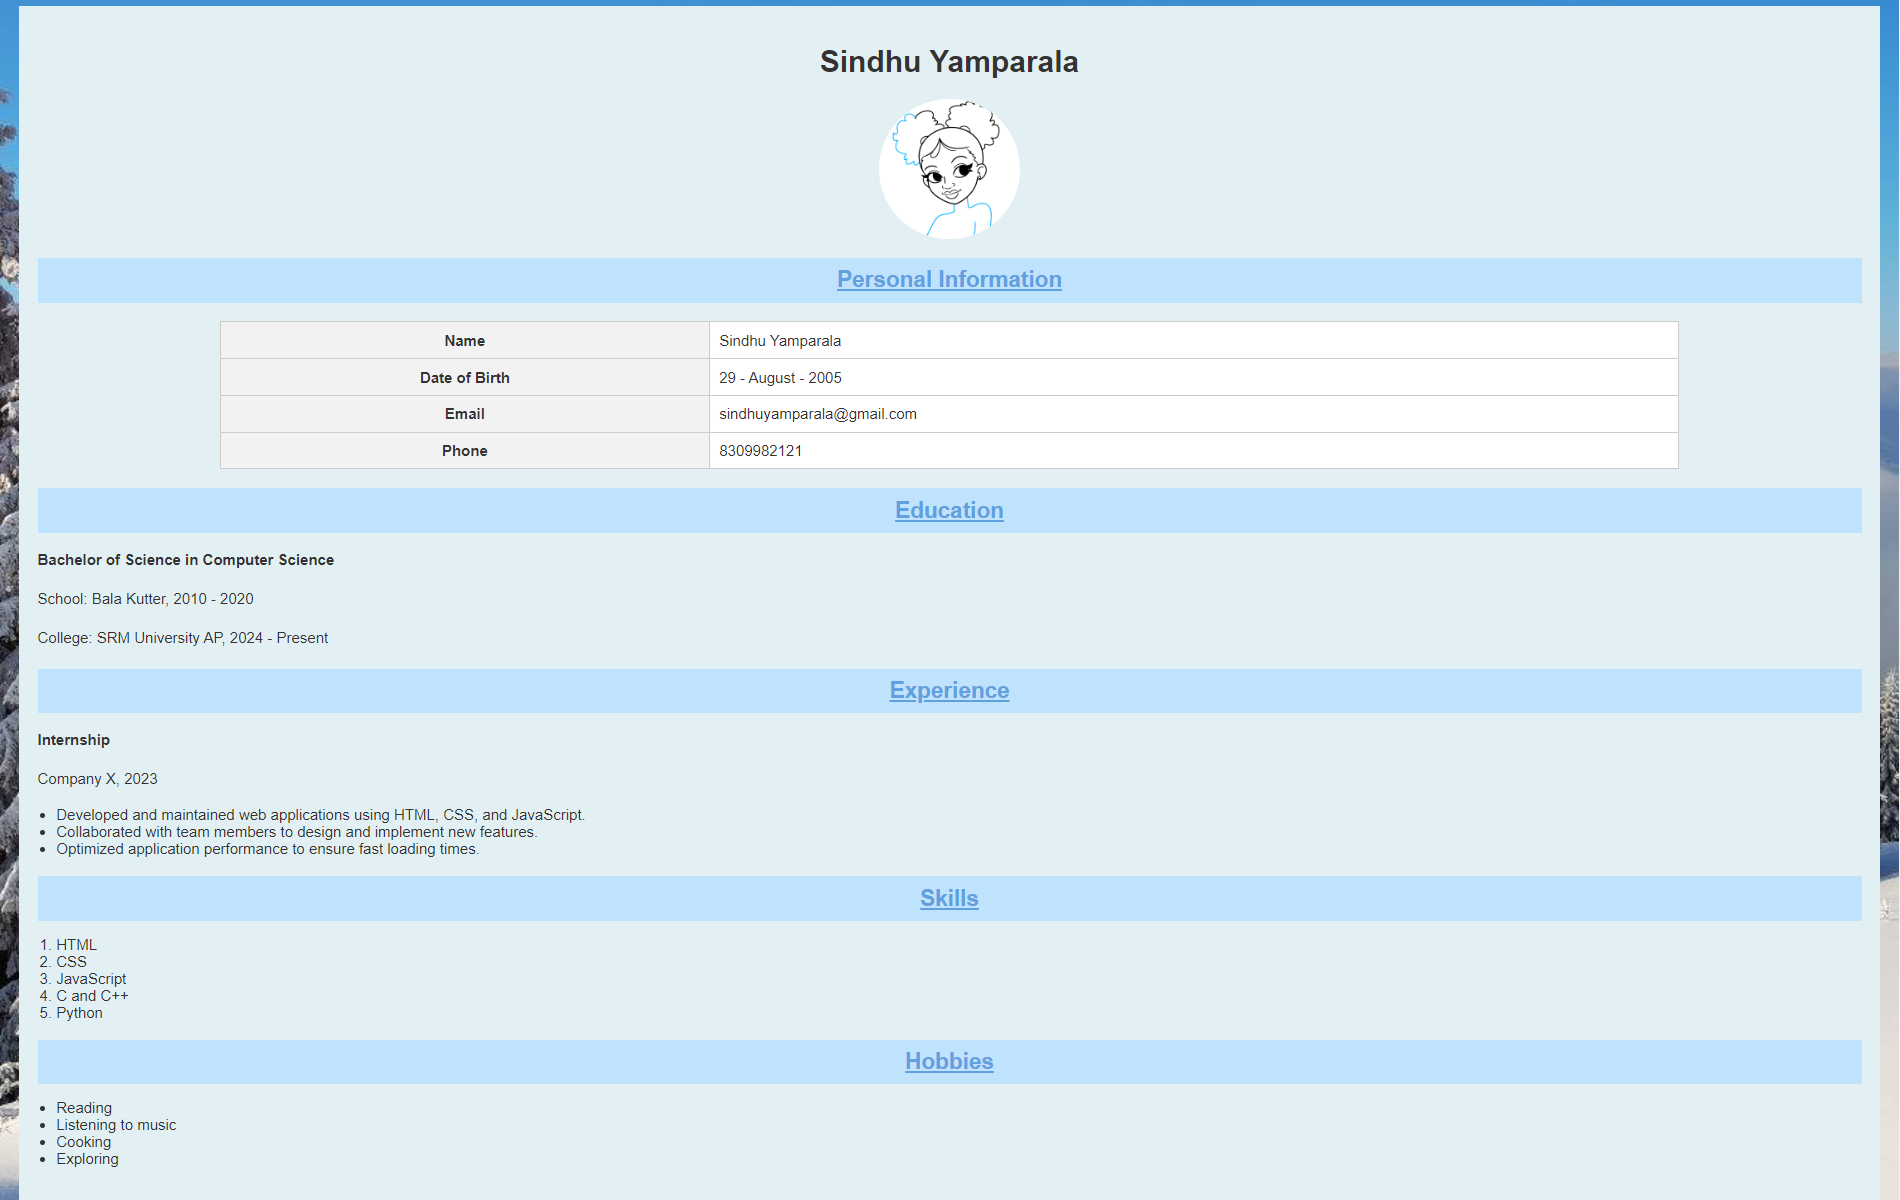 Sindhu Yamparala
Personal Information
Name Sindhu Yamparala
Date of Birth 29 - August - 2005
Email sindhuyamparala@gmail.com
Phone 8309982121
Education
Bachelor of Science in Computer Science
School: Bala Kutter, 2010 - 2020
College: SRM University AP, 2024 - Present
Experience
Internship
Company X, 2023
• Developed and maintained web applications using HTML, CSS, and JavaScript.
• Collaborated with team members to design and implement new features.
• Optimized application performance to ensure fast loading times.
Skills
1. HTML
2. CSS
3. JavaScript
4. C and C++
5. Python
Hobbies
• Reading
• Listening to music
• Cooking
• Exploring